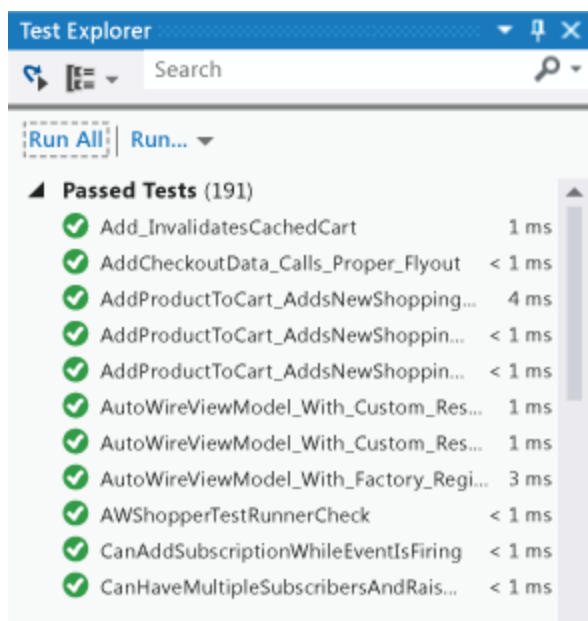 Test Explorer
Search
Run All | Run...
Passed Tests (191)
Add_InvalidatesCachedCart 1 ms
AddCheckoutData_Calls_Proper_Flyout < 1 ms
AddProductToCart_AddsNewShopping... 4 ms
AddProductToCart_AddsNewShoppin... < 1 ms
AddProductToCart_AddsNewShoppin... < 1 ms
AutoWireViewModel_With_Custom_Res... 1 ms
AutoWireViewModel_With_Custom_Res... 1 ms
AutoWireViewModel_With_Factory_Regi... 3 ms
AWShopperTestRunnerCheck < 1 ms
CanAddSubscriptionWhileEventIsFiring < 1 ms
CanHaveMultipleSubscribersAndRais... < 1 ms